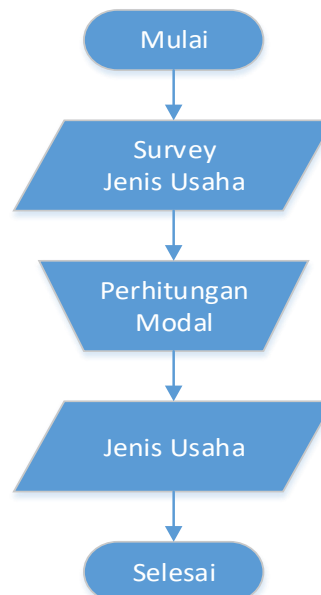 Mulai
Survey
Jenis Usaha
Perhitungan
Modal
Jenis Usaha
Selesai